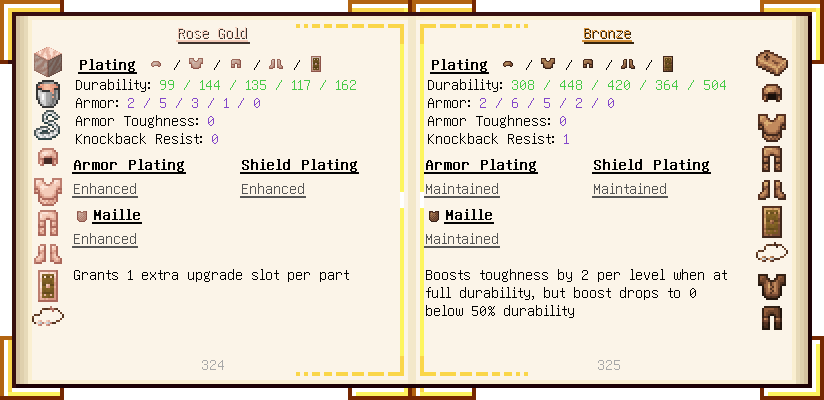 Rose Gold
Plating / / / /
Durability: 99 / 144 / 135 / 117 / 162
Armor: 2 / 5 / 3 / 1 / 0
Armor Toughness: 0
Knockback Resist: 0
Armor Plating Shield Plating
Enhanced Enhanced
Maille
Enhanced
Grants 1 extra upgrade slot per part
324
Bronze
Plating / / / /
Durability: 308 / 448 / 420 / 364 / 504
Armor: 2 / 6 / 5 / 2 / 0
Armor Toughness: 0
Knockback Resist: 1
Armor Plating Shield Plating
Maintained Maintained
Maille
Maintained
Boosts toughness by 2 per level when at
full durability, but boost drops to 0
below 50% durability
325